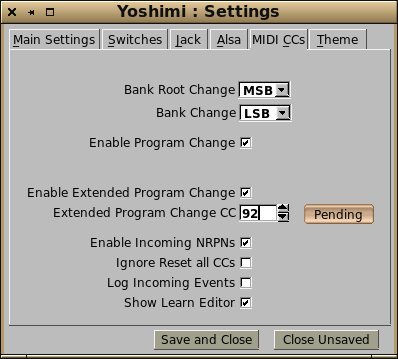 Yoshimi : Settings
Main Settings Switches Jack Alsa MIDI CCs Theme
Bank Root Change MSB
Bank Change LSB
Enable Program Change
Enable Extended Program Change
Extended Program Change CC 92 Pending
Enable Incoming NRPNs
Ignore Reset all CCs
Log Incoming Events
Show Learn Editor
Save and Close Close Unsaved